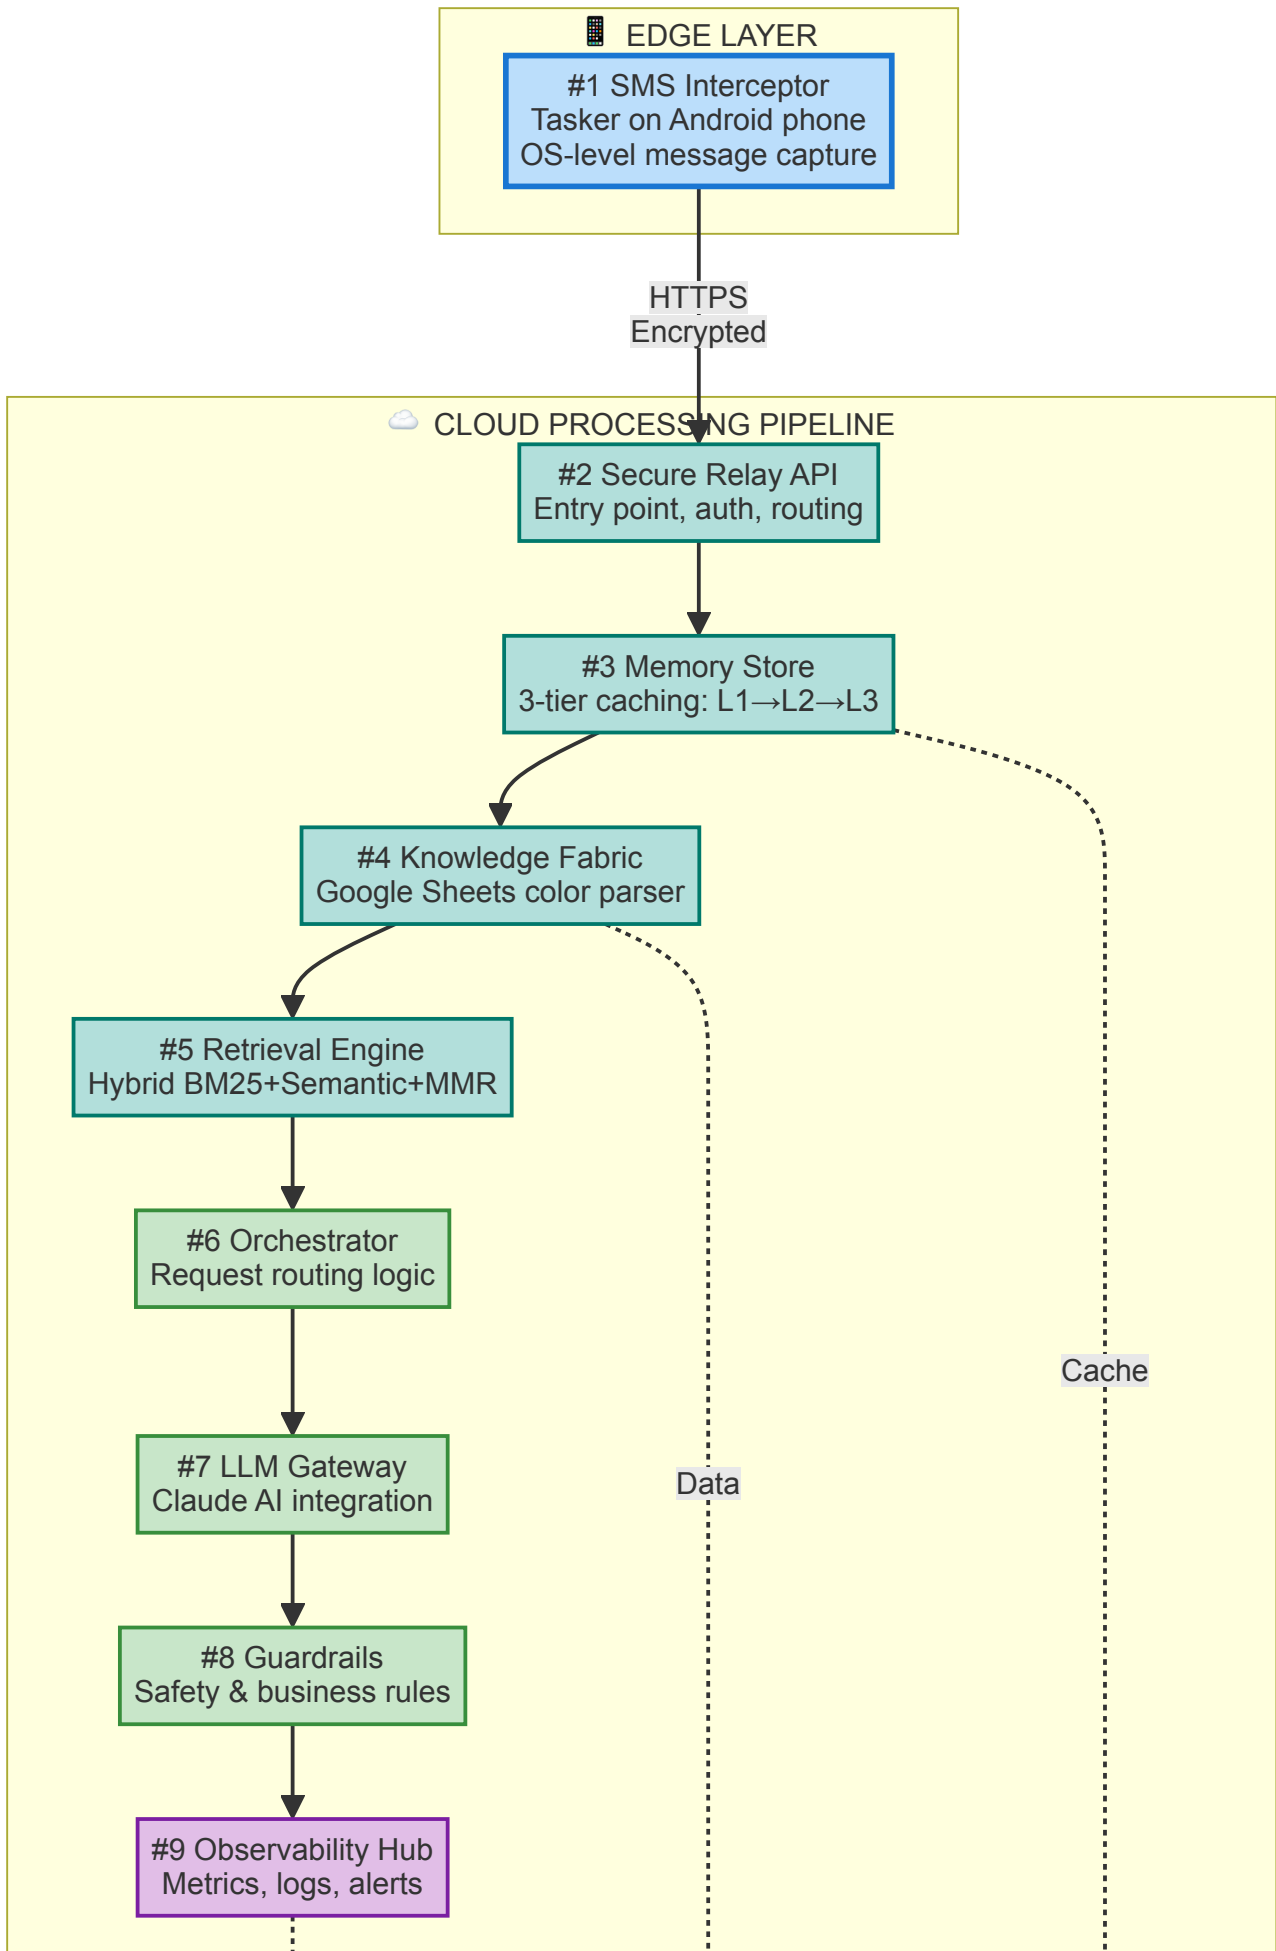 📱 EDGE LAYER
#1 SMS Interceptor
Tasker on Android phone
OS-level message capture
HTTPS
Encrypted
☁️ CLOUD PROCESSING PIPELINE
#2 Secure Relay API
Entry point, auth, routing
#3 Memory Store
3-tier caching: L1→L2→L3
#4 Knowledge Fabric
Google Sheets color parser
#5 Retrieval Engine
Hybrid BM25+Semantic+MMR
#6 Orchestrator
Request routing logic
Cache
#7 LLM Gateway
Claude AI integration
Data
#8 Guardrails
Safety & business rules
#9 Observability Hub
Metrics, logs, alerts